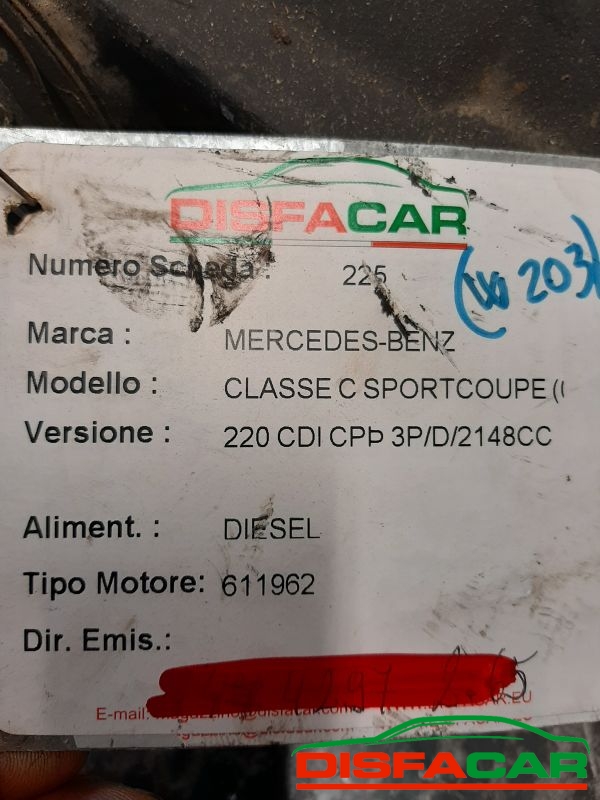 DISFACAR
Numero Scheda : 225
(W 203)
Marca : MERCEDES-BENZ
Modello : CLASSE C SPORTCOUPE (
Versione : 220 CDI CPÞ 3P/D/2148CC
Aliment. : DIESEL
Tipo Motore: 611962
Dir. Emis.:
E-mail:
DISFACAR